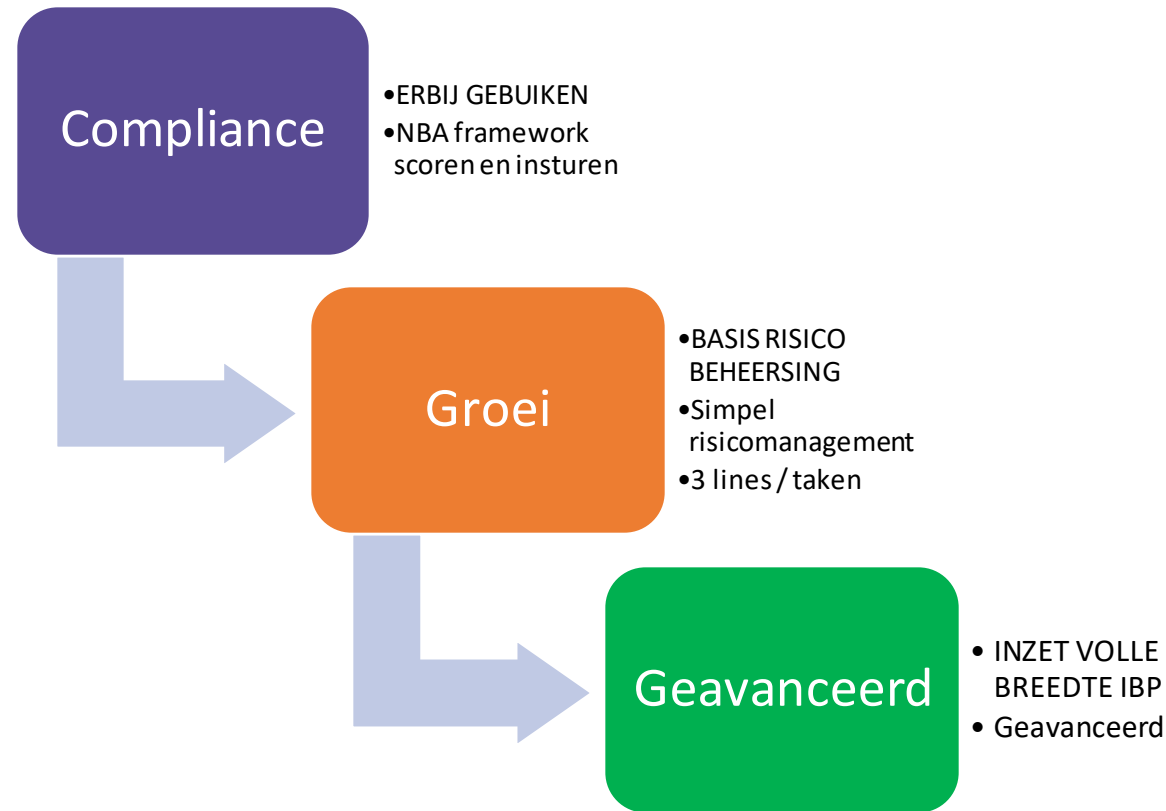 Compliance
•ERBIJ GEBUIKEN
•NBA framework
scoren en insturen
Groei
•BASIS RISICO
BEHEERSING
•Simpel
risicomanagement
•3 lines / taken
Geavanceerd
• INZET VOLLE
BREEDTE IBP
• Geavanceerd